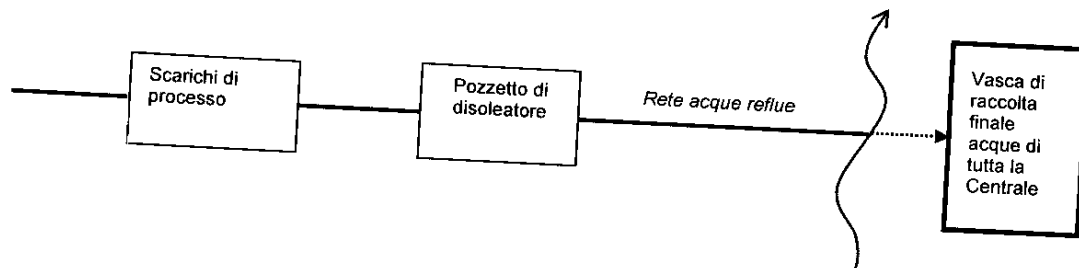 Scarichi di
processo
Pozzetto di
disoleatore
Rete acque reflue
Vasca di
raccolta
finale
acque di
tutta la
Centrale